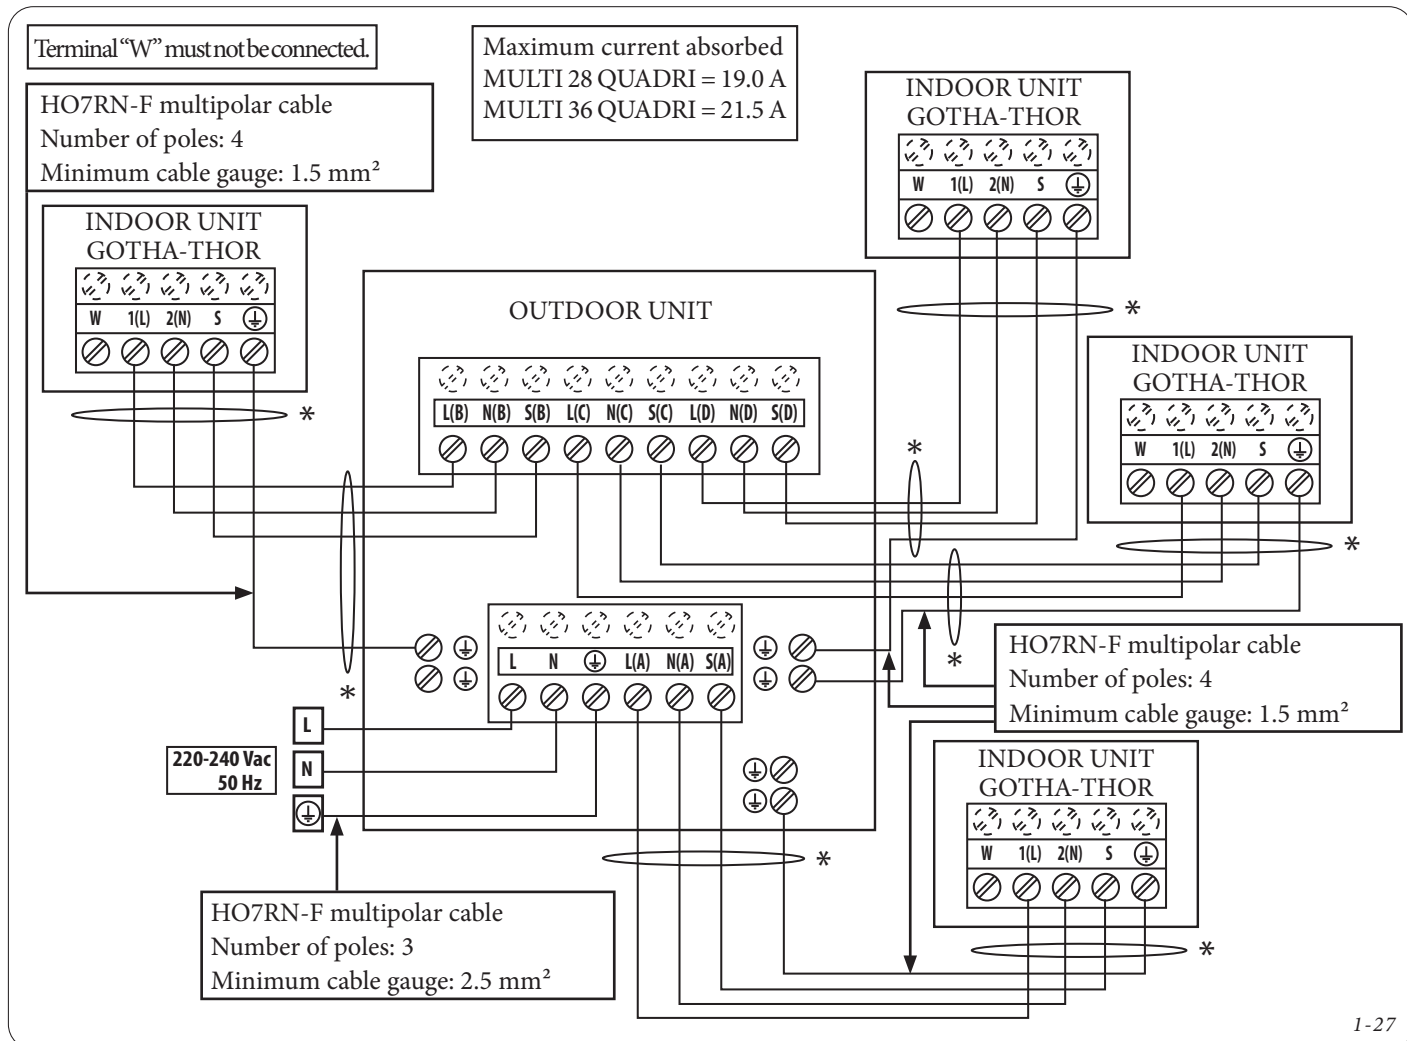 Terminal “W” must not be connected.
Maximum current absorbed
MULTI 28 QUADRI = 19.0 A
MULTI 36 QUADRI = 21.5 A
HO7RN-F multipolar cable
Number of poles: 4
Minimum cable gauge: 1.5 mm²
INDOOR UNIT
GOTHA-THOR
W 1(L) 2(N) S
*
INDOOR UNIT
GOTHA-THOR
W 1(L) 2(N) S
*
OUTDOOR UNIT
L(B) N(B) S(B) L(C) N(C) S(C) L(D) N(D) S(D)
*
INDOOR UNIT
GOTHA-THOR
W 1(L) 2(N) S
*
*
L N L(A) N(A) S(A)
*
HO7RN-F multipolar cable
Number of poles: 4
Minimum cable gauge: 1.5 mm²
L
N
220-240 Vac
50 Hz
INDOOR UNIT
GOTHA-THOR
W 1(L) 2(N) S
*
*
HO7RN-F multipolar cable
Number of poles: 3
Minimum cable gauge: 2.5 mm²
1-27